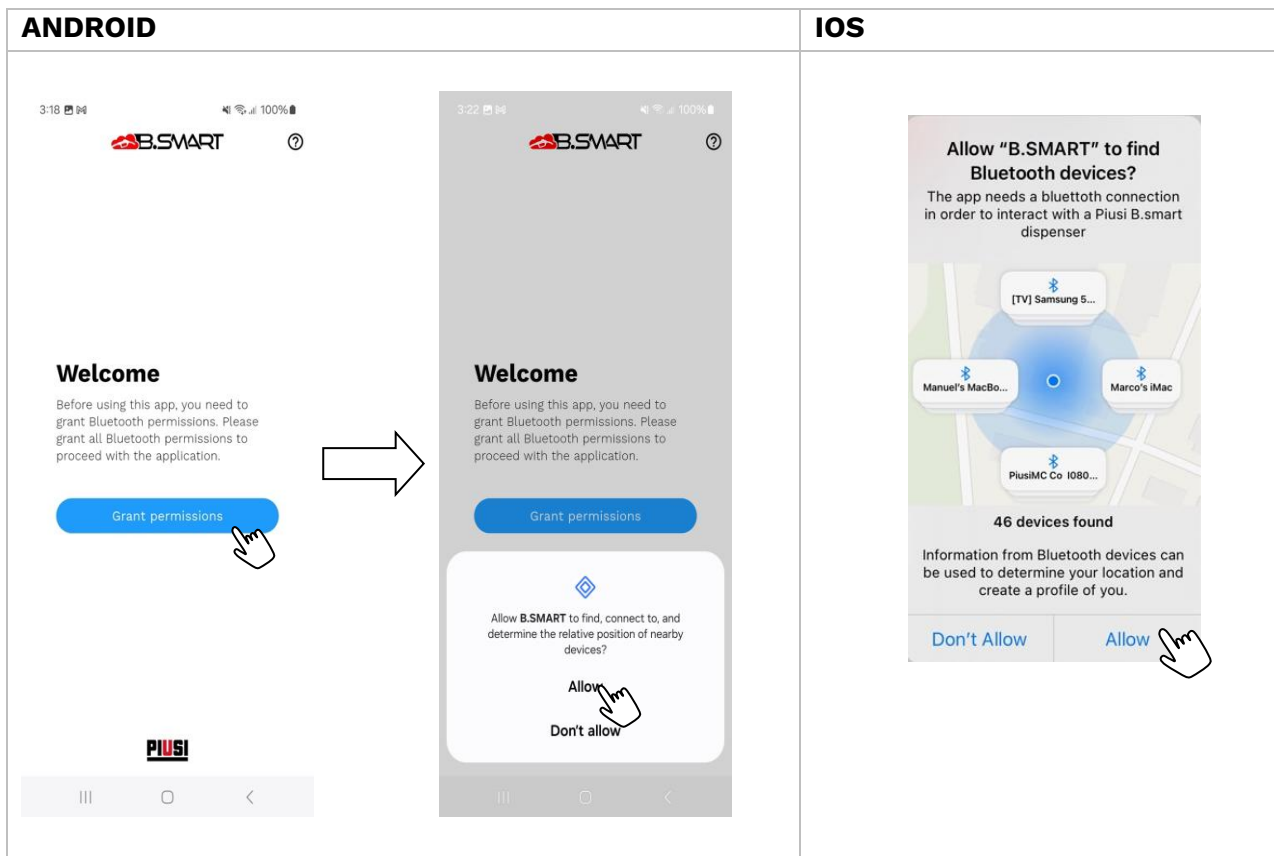 ANDROID
IOS
3:18
100%
B.SMART
Welcome
Before using this app, you need to
grant Bluetooth permissions. Please
grant all Bluetooth permissions to
proceed with the application.
Grant permissions
PIUSI
3:22
100%
B.SMART
Welcome
Before using this app, you need to
grant Bluetooth permissions. Please
grant all Bluetooth permissions to
proceed with the application.
Grant permissions
Allow B.SMART to find, connect to, and
determine the relative position of nearby
devices?
Allow
Don't allow
Allow “B.SMART” to find
Bluetooth devices?
The app needs a bluettoth connection
in order to interact with a Piusi B.smart
dispenser
[TV] Samsung 5...
Manuel's MacBo...
Marco's iMac
PiusiMC Co I080...
46 devices found
Information from Bluetooth devices can
be used to determine your location and
create a profile of you.
Don't Allow
Allow